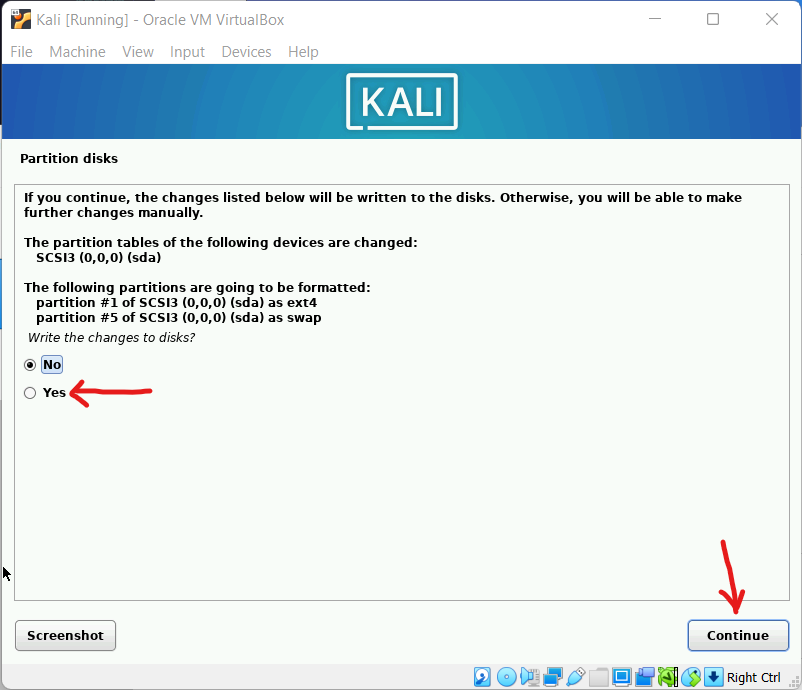 Kali [Running] - Oracle VM VirtualBox
File Machine View Input Devices Help
KALI
Partition disks
If you continue, the changes listed below will be written to the disks. Otherwise, you will be able to make
further changes manually.
The partition tables of the following devices are changed:
SCSI3 (0,0,0) (sda)
The following partitions are going to be formatted:
partition #1 of SCSI3 (0,0,0) (sda) as ext4
partition #5 of SCSI3 (0,0,0) (sda) as swap
Write the changes to disks?
No
Yes
Screenshot
Continue
Right Ctrl